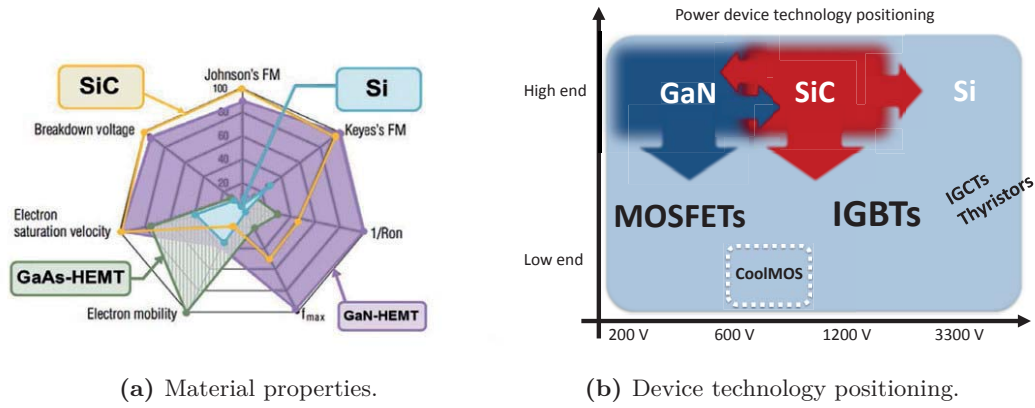 SiC
Si
Johnson's FM
100
80
60
40
20
Breakdown voltage
Keyes's FM
Electron
saturation velocity
1/Ron
GaAs-HEMT
GaN-HEMT
Electron mobility
fmax
(a) Material properties.
Power device technology positioning
High end
GaN
SiC
Si
MOSFETs
IGBTs
IGCTs
Thyristors
Low end
CoolMOS
200 V
600 V
1200 V
3300 V
(b) Device technology positioning.